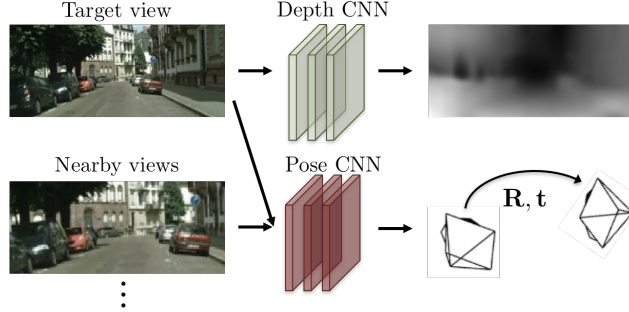 Target view
Depth CNN
Nearby views
Pose CNN
R, t